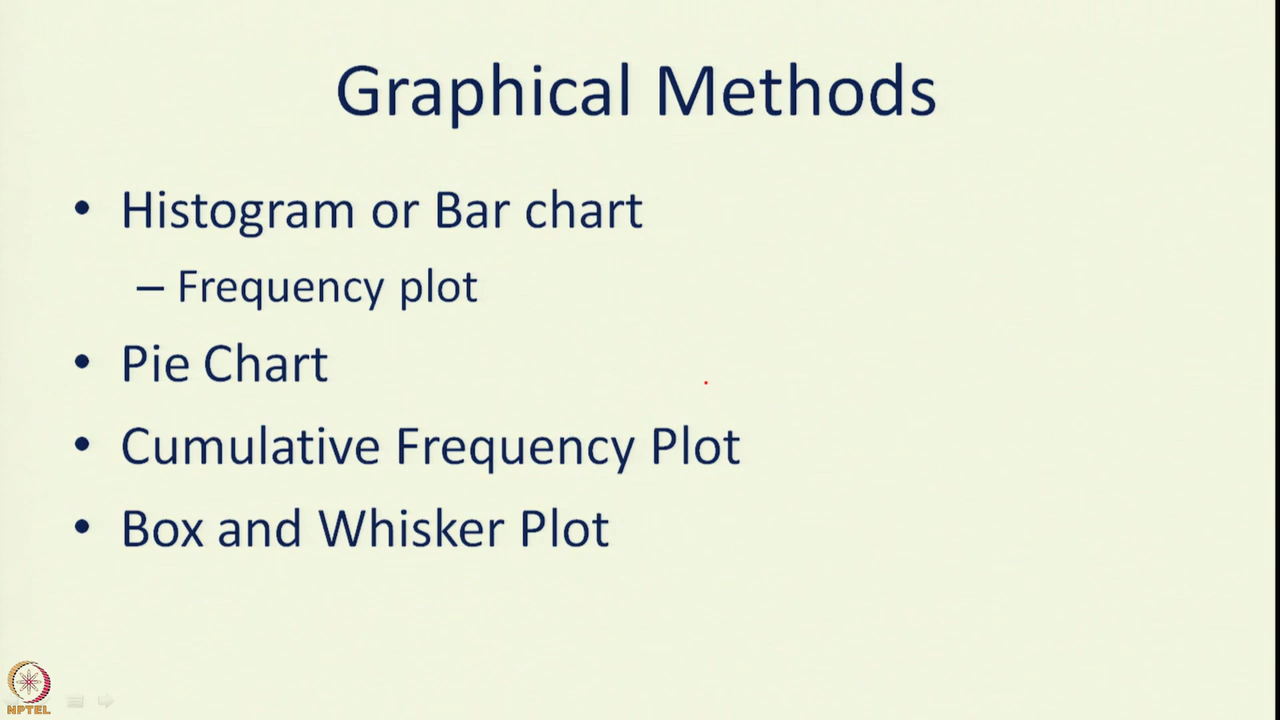 Graphical Methods
• Histogram or Bar chart
– Frequency plot
• Pie Chart
• Cumulative Frequency Plot
• Box and Whisker Plot
NPTEL